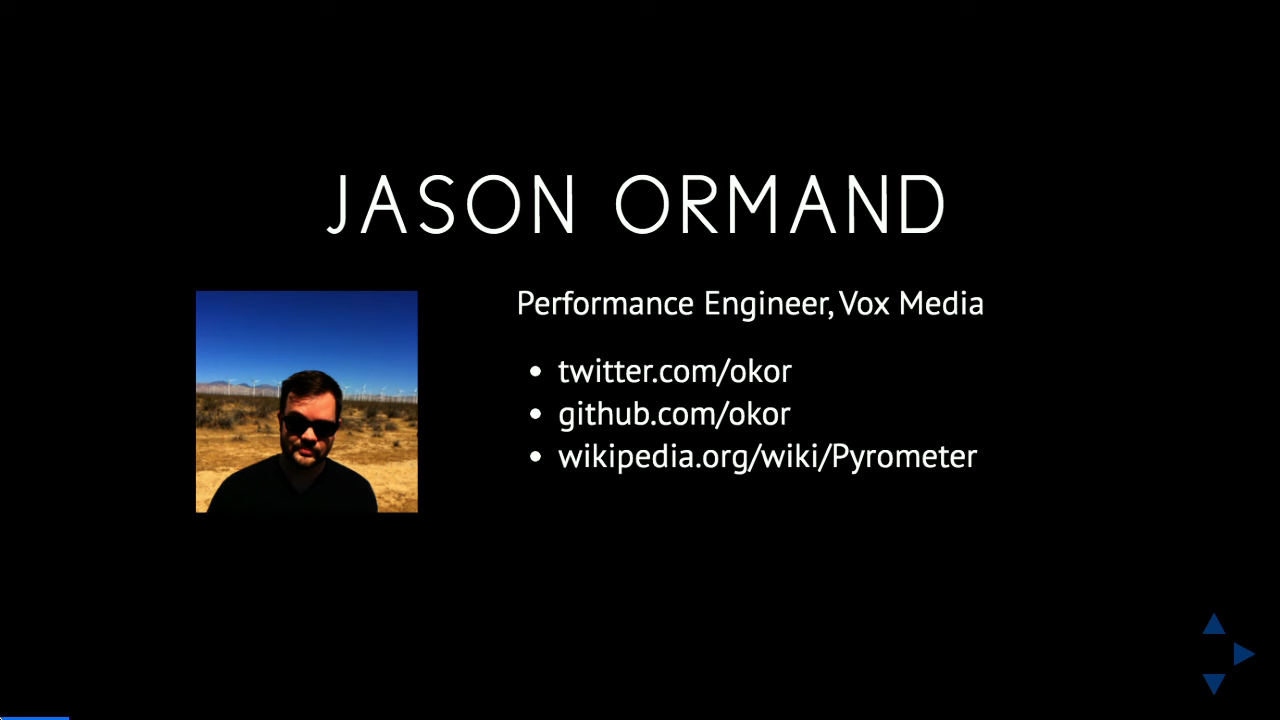 JASON ORMAND
Performance Engineer, Vox Media
• twitter.com/okor
• github.com/okor
• wikipedia.org/wiki/Pyrometer